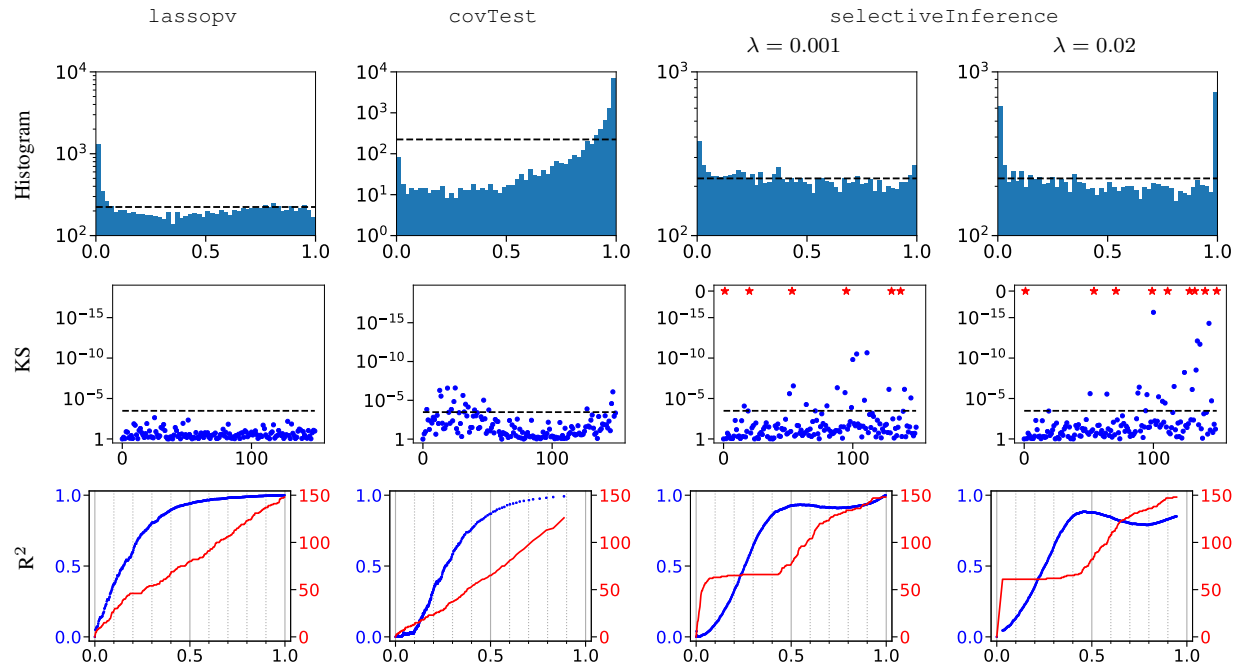 lassopv covTest selectiveInference
λ = 0.001 λ = 0.02
Histogram
10⁴ 10⁴ 10³ 10³
10³ 10³
10² 10²
10¹
10² 10⁰ 10² 10²
0.0 0.5 1.0 0.0 0.5 1.0 0.0 0.5 1.0 0.0 0.5 1.0
KS
0 0
10⁻¹⁵ 10⁻¹⁵ 10⁻¹⁵ 10⁻¹⁵
10⁻¹⁰ 10⁻¹⁰ 10⁻¹⁰ 10⁻¹⁰
10⁻⁵ 10⁻⁵ 10⁻⁵ 10⁻⁵
1 1 1 1
0 100 0 100 0 100 0 100
R²
1.0 150 1.0 150 1.0 150 1.0 150
100 100 100 100
0.5 0.5 0.5 0.5
50 50 50 50
0.0 0 0.0 0 0.0 0 0.0 0
0.0 0.5 1.0 0.0 0.5 1.0 0.0 0.5 1.0 0.0 0.5 1.0